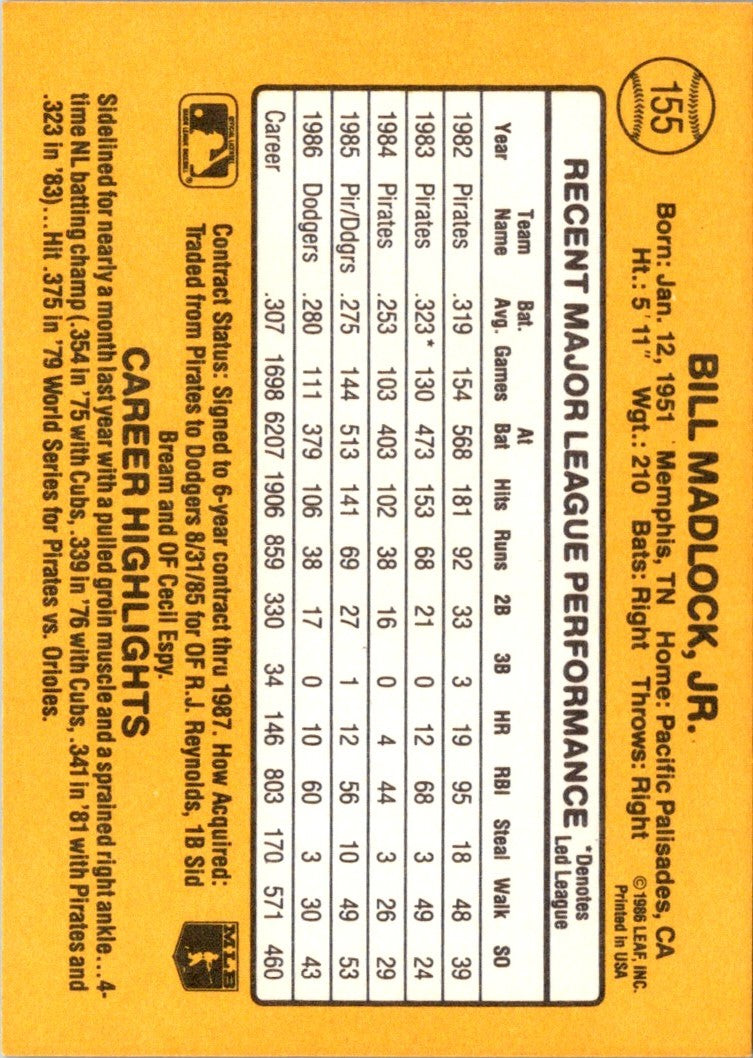 155
BILL MADLOCK, JR.
Born: Jan. 12, 1951 Memphis, TN Home: Pacific Palisades, CA
Ht.: 5'11" Wgt.: 210 Bats: Right Throws: Right
© 1986 LEAF, INC.
Printed in USA
RECENT MAJOR LEAGUE PERFORMANCE
*Denotes
Led League
Year Team Name Bat. Avg. Games At Bat Hits Runs 2B 3B HR RBI Steal Walk SO
1982 Pirates .319 154 568 181 92 33 3 19 95 18 48 39
1983 Pirates .323* 130 473 153 68 21 0 12 68 3 49 24
1984 Pirates .253 103 403 102 38 16 0 4 44 3 26 29
1985 Pir/Ddgrs .275 144 513 141 69 27 1 12 56 10 49 53
1986 Dodgers .280 111 379 106 38 17 0 10 60 3 30 43
Career .307 1698 6207 1906 859 330 34 146 803 170 571 460
Contract Status: Signed to 6-year contract thru 1987. How Acquired:
Traded from Pirates to Dodgers 8/31/85 for OF R.J. Reynolds, 1B Sid
Bream and OF Cecil Espy.
MLB
CAREER HIGHLIGHTS
Sidelined for nearly a month last year with a pulled groin muscle and a sprained right ankle...4-
time NL batting champ (.354 in '75 with Cubs, .339 in '76 with Cubs, .341 in '81 with Pirates and
.323 in '83)...Hit .375 in '79 World Series for Pirates vs. Orioles.